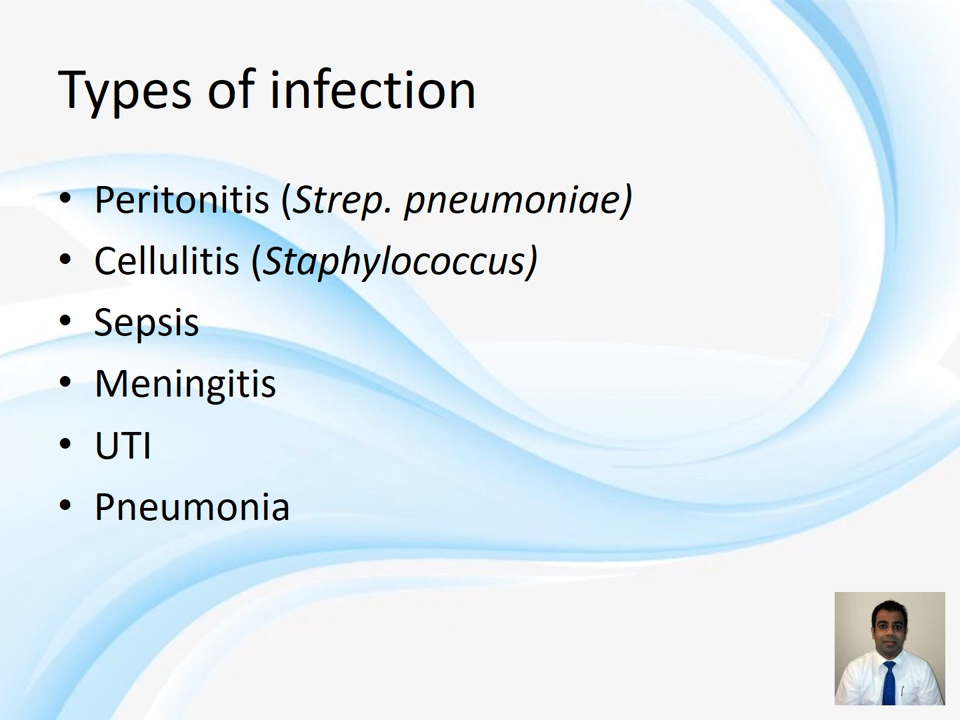 Types of infection
• Peritonitis (Strep. pneumoniae)
• Cellulitis (Staphylococcus)
• Sepsis
• Meningitis
• UTI
• Pneumonia